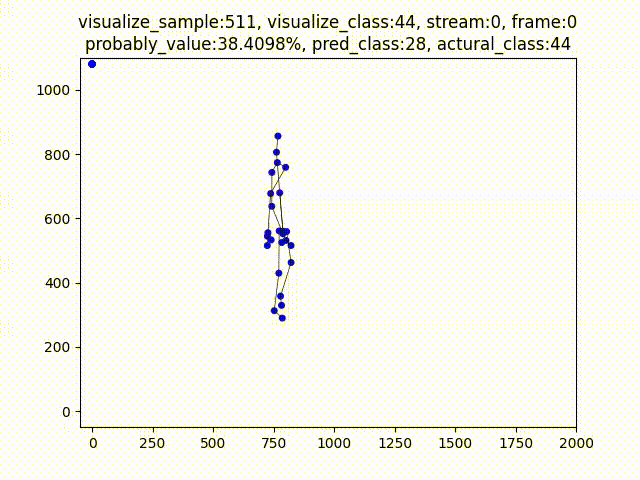 visualize_sample:511, visualize_class:44, stream:0, frame:0
probably_value:38.4098%, pred_class:28, actural_class:44
1000
800
600
400
200
0
0 250 500 750 1000 1250 1500 1750 2000